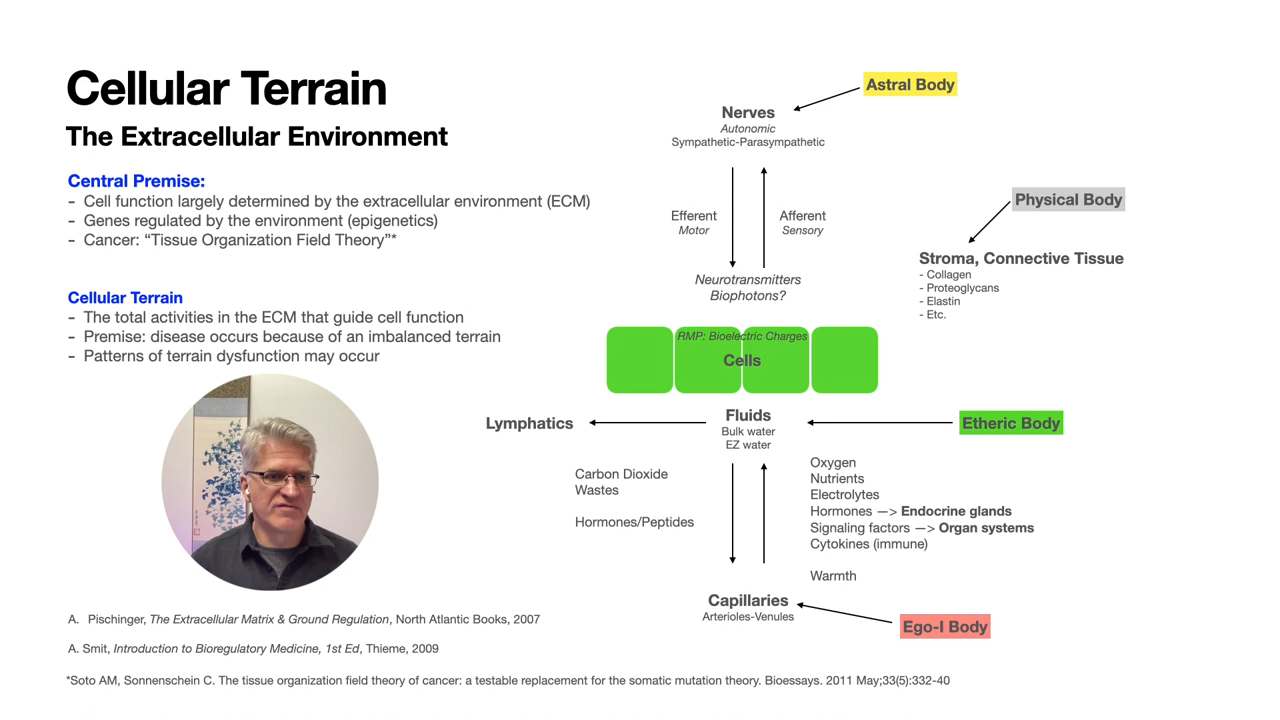 Cellular Terrain
The Extracellular Environment
Central Premise:
- Cell function largely determined by the extracellular environment (ECM)
- Genes regulated by the environment (epigenetics)
- Cancer: “Tissue Organization Field Theory”*
Cellular Terrain
- The total activities in the ECM that guide cell function
- Premise: disease occurs because of an imbalanced terrain
- Patterns of terrain dysfunction may occur
Astral Body
Nerves
Autonomic
Sympathetic-Parasympathetic
Efferent
Motor
Afferent
Sensory
Neurotransmitters
Biophotons?
Physical Body
Stroma, Connective Tissue
- Collagen
- Proteoglycans
- Elastin
- Etc.
RMP: Bioelectric Charges
Cells
Lymphatics
Fluids
Bulk water
EZ water
Etheric Body
Carbon Dioxide
Wastes
Hormones/Peptides
Oxygen
Nutrients
Electrolytes
Hormones —> Endocrine glands
Signaling factors —> Organ systems
Cytokines (immune)
Warmth
Capillaries
Arterioles-Venules
Ego-I Body
A. Pischinger, The Extracellular Matrix & Ground Regulation, North Atlantic Books, 2007
A. Smit, Introduction to Bioregulatory Medicine, 1st Ed, Thieme, 2009
*Soto AM, Sonnenschein C. The tissue organization field theory of cancer: a testable replacement for the somatic mutation theory. Bioessays. 2011 May;33(5):332-40